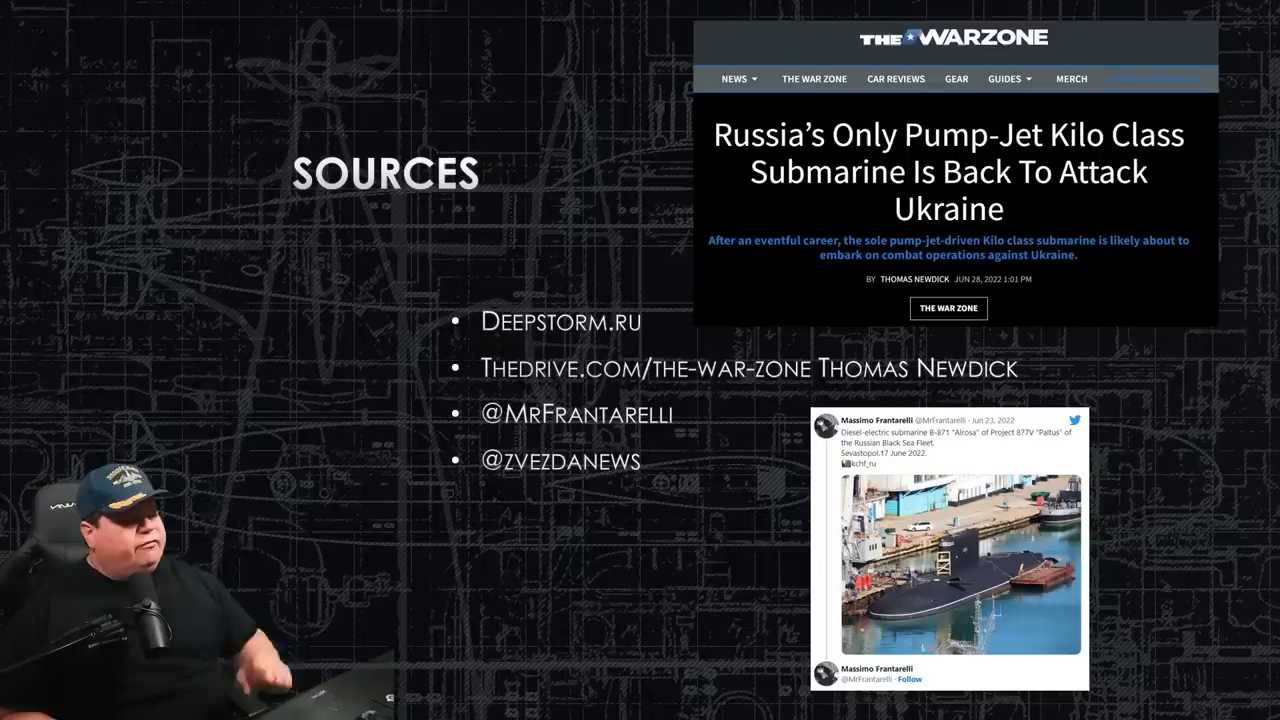 THE WARZONE
NEWS THE WAR ZONE CAR REVIEWS GEAR GUIDES MERCH
Russia's Only Pump-Jet Kilo Class
Submarine Is Back To Attack
Ukraine
After an eventful career, the sole pump-jet-driven Kilo class submarine is likely about to
embark on combat operations against Ukraine.
BY THOMAS NEWDICK JUN 28, 2022 1:01 PM
THE WAR ZONE
SOURCES
• DEEPSTORM.RU
• THEDRIVE.COM/THE-WAR-ZONE THOMAS NEWDICK
• @MRFRANTARELLI
• @ZVEZDANEWS
Massimo Frantarelli @MrFrantarelli · Jun 23, 2022
Diesel-electric submarine B-871 "Alrosa" of Project 877V "Paltus" of
the Russian Black Sea Fleet.
Sevastopol.17 June 2022.
kchf_ru
Massimo Frantarelli
@MrFrantarelli · Follow